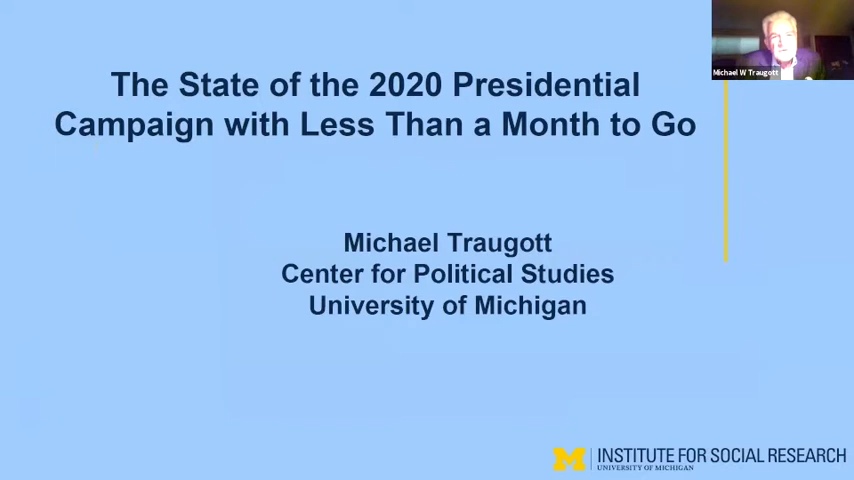 The State of the 2020 Presidential
Campaign with Less Than a Month to Go
Michael W Traugott
Michael Traugott
Center for Political Studies
University of Michigan
M
INSTITUTE FOR SOCIAL RESEARCH
UNIVERSITY OF MICHIGAN